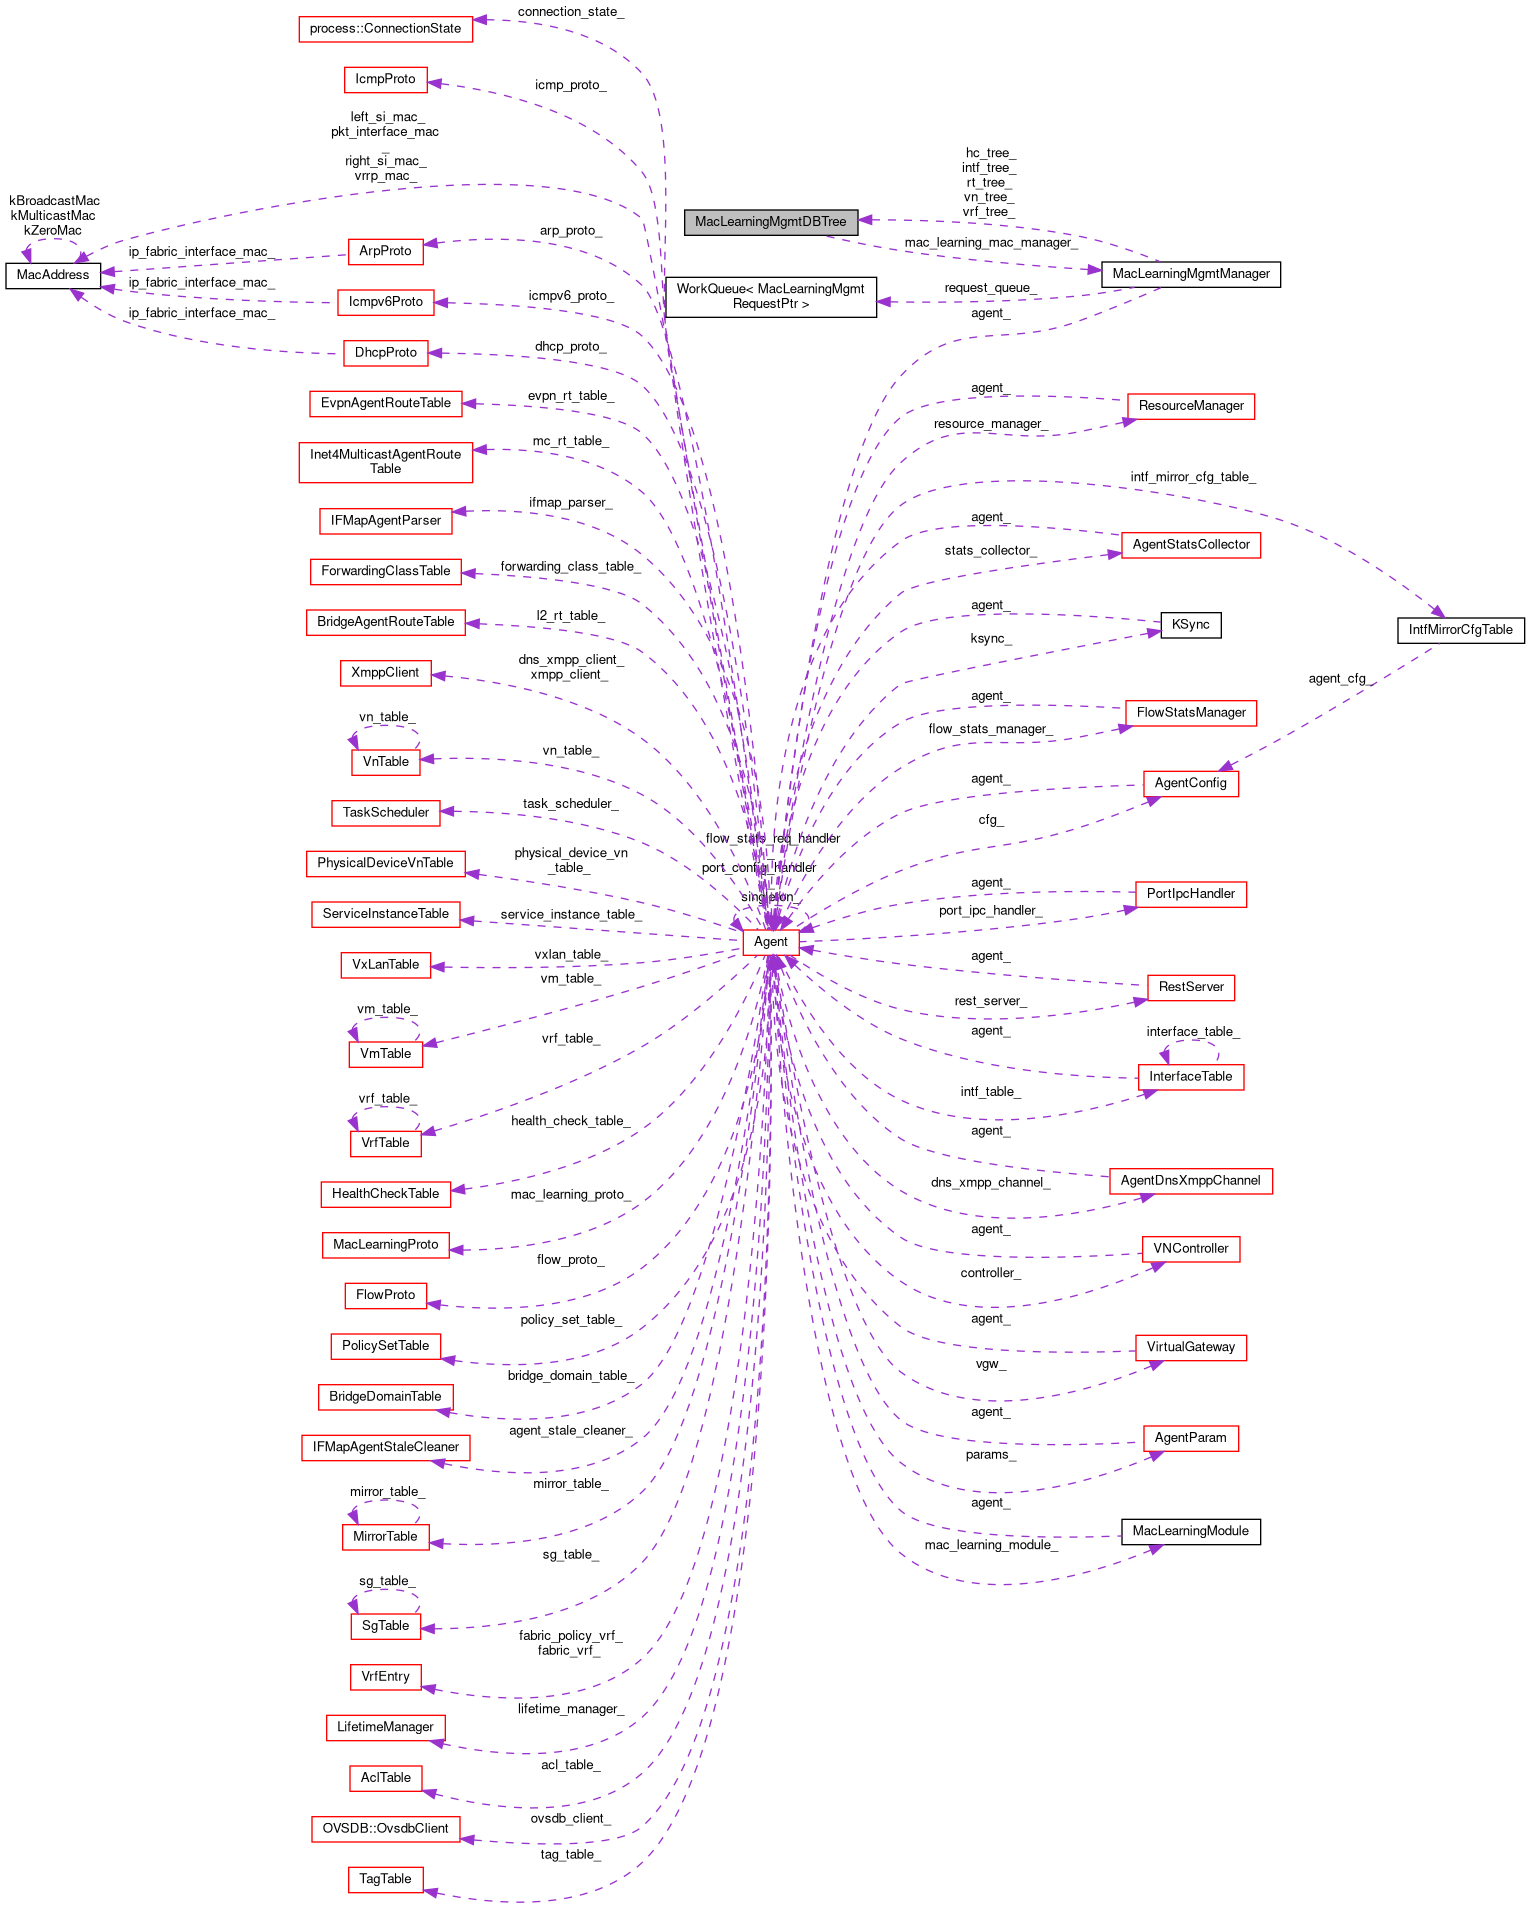 connection_state_
process::ConnectionState
IcmpProto
icmp_proto_
left_si_mac_
pkt_interface_mac
_
right_si_mac_
vrrp_mac_
kBroadcastMac
kMulticastMac
kZeroMac
MacAddress
ip_fabric_interface_mac_
ip_fabric_interface_mac_
ip_fabric_interface_mac_
ArpProto
arp_proto_
Icmpv6Proto
icmpv6_proto_
DhcpProto
dhcp_proto_
EvpnAgentRouteTable
evpn_rt_table_
Inet4MulticastAgentRoute
Table
mc_rt_table_
IFMapAgentParser
ifmap_parser_
ForwardingClassTable
forwarding_class_table_
BridgeAgentRouteTable
l2_rt_table_
XmppClient
dns_xmpp_client_
xmpp_client_
vn_table_
VnTable
vn_table_
TaskScheduler
task_scheduler_
PhysicalDeviceVnTable
physical_device_vn
_table_
ServiceInstanceTable
service_instance_table_
VxLanTable
vxlan_table_
vm_table_
vm_table_
VmTable
vrf_table_
vrf_table_
VrfTable
HealthCheckTable
health_check_table_
MacLearningProto
mac_learning_proto_
FlowProto
flow_proto_
PolicySetTable
policy_set_table_
BridgeDomainTable
bridge_domain_table_
IFMapAgentStaleCleaner
agent_stale_cleaner_
mirror_table_
MirrorTable
mirror_table_
sg_table_
SgTable
sg_table_
VrfEntry
fabric_policy_vrf_
fabric_vrf_
LifetimeManager
lifetime_manager_
AclTable
acl_table_
OVSDB::OvsdbClient
ovsdb_client_
TagTable
tag_table_
flow_stats_req_handler
_
port_config_handler
_
singleton_
Agent
MacLearningMgmtDBTree
hc_tree_
intf_tree_
rt_tree_
vn_tree_
vrf_tree_
mac_learning_mac_manager_
MacLearningMgmtManager
WorkQueue< MacLearningMgmt
RequestPtr >
request_queue_
agent_
agent_
ResourceManager
resource_manager_
intf_mirror_cfg_table_
agent_
AgentStatsCollector
stats_collector_
agent_
KSync
ksync_
IntfMirrorCfgTable
agent_cfg_
agent_
FlowStatsManager
flow_stats_manager_
agent_
AgentConfig
cfg_
agent_
PortIpcHandler
port_ipc_handler_
agent_
RestServer
rest_server_
agent_
interface_table_
InterfaceTable
intf_table_
agent_
AgentDnsXmppChannel
dns_xmpp_channel_
agent_
VNController
controller_
agent_
VirtualGateway
vgw_
agent_
AgentParam
params_
agent_
MacLearningModule
mac_learning_module_